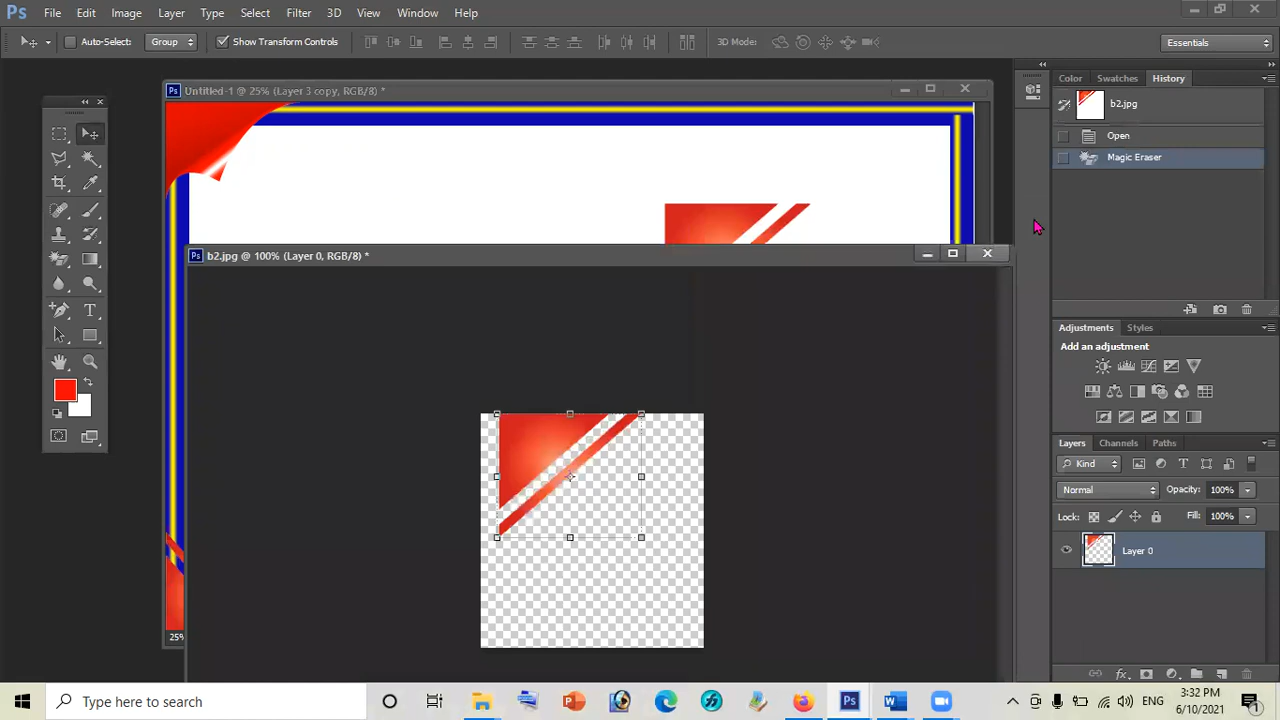 Ps File Edit Image Layer Type Select Filter 3D View Window Help
Auto-Select: Group Show Transform Controls 3D Mode: Essentials
Untitled-1 @ 25% (Layer 3 copy, RGB/8) *
Color Swatches History
b2.jpg
Open
Magic Eraser
b2.jpg @ 100% (Layer 0, RGB/8) *
Adjustments Styles
Add an adjustment
Layers Channels Paths
Kind
Normal Opacity: 100%
Lock: Fill: 100%
Layer 0
25%
Type here to search
ENG
3:32 PM
6/10/2021